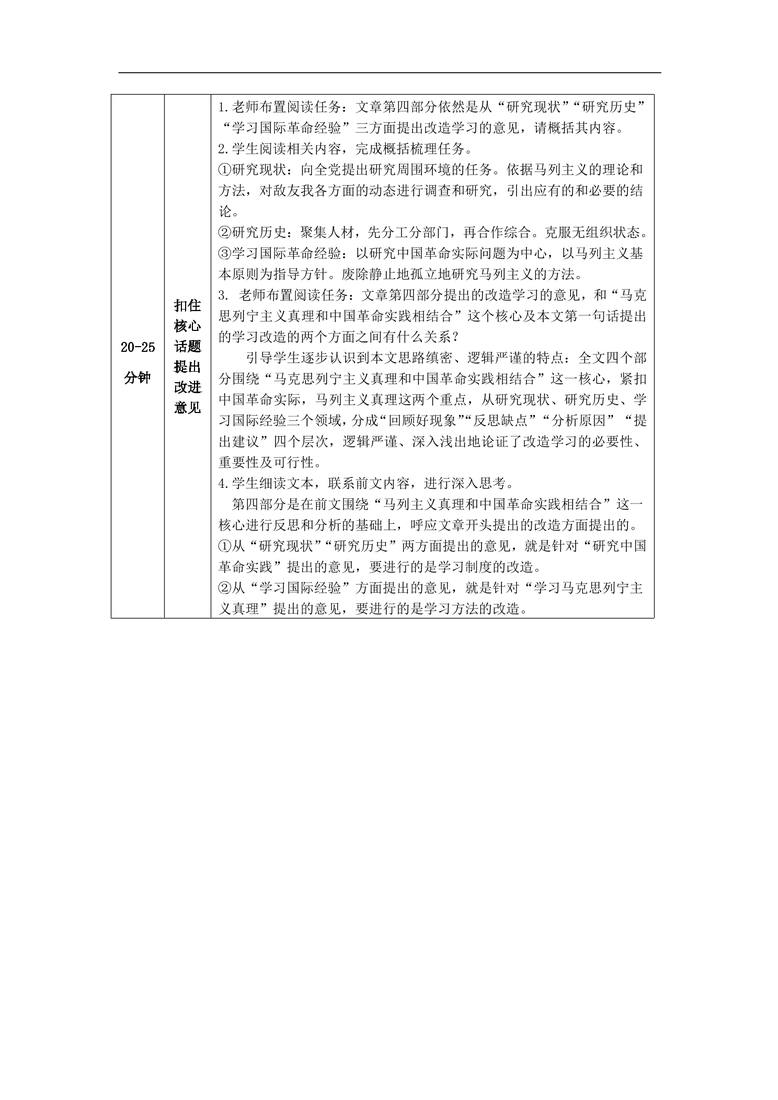 20-25
分钟
扣住
核心
话题
提出
改进
意见
1.老师布置阅读任务：文章第四部分依然是从“研究现状”“研究历史”
“学习国际革命经验”三方面提出改造学习的意见，请概括其内容。
2.学生阅读相关内容，完成概括梳理任务。
①研究现状：向全党提出研究周围环境的任务。依据马列主义的理论和
方法，对敌友我各方面的动态进行调查和研究，引出应有的和必要的结
论。
②研究历史：聚集人材，先分工分部门，再合作综合。克服无组织状态。
③学习国际革命经验：以研究中国革命实际问题为中心，以马列主义基
本原则为指导方针。废除静止地孤立地研究马列主义的方法。
3. 老师布置阅读任务：文章第四部分提出的改造学习的意见，和“马克
思列宁主义真理和中国革命实践相结合”这个核心及本文第一句话提出
的学习改造的两个方面之间有什么关系？
引导学生逐步认识到本文思路缜密、逻辑严谨的特点：全文四个部
分围绕“马克思列宁主义真理和中国革命实践相结合”这一核心，紧扣
中国革命实际，马列主义真理这两个重点，从研究现状、研究历史、学
习国际经验三个领域，分成“回顾好现象”“反思缺点”“分析原因” “提
出建议”四个层次，逻辑严谨、深入浅出地论证了改造学习的必要性、
重要性及可行性。
4.学生细读文本，联系前文内容，进行深入思考。
第四部分是在前文围绕“马列主义真理和中国革命实践相结合”这一
核心进行反思和分析的基础上，呼应文章开头提出的改造方面提出的。
①从“研究现状”“研究历史”两方面提出的意见，就是针对“研究中国
革命实践”提出的意见，要进行的是学习制度的改造。
②从“学习国际经验”方面提出的意见，就是针对“学习马克思列宁主
义真理”提出的意见，要进行的是学习方法的改造。